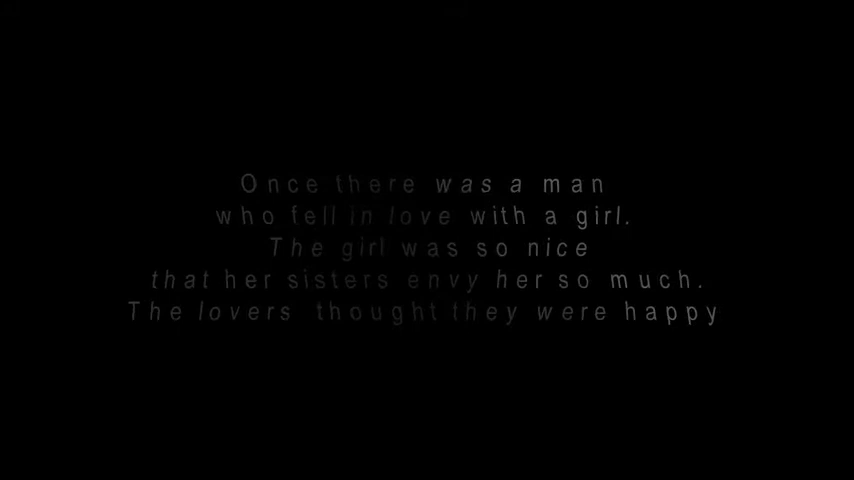 Once there was a man
who fell in love with a girl.
The girl was so nice
that her sisters envy her so much.
The lovers thought they were happy